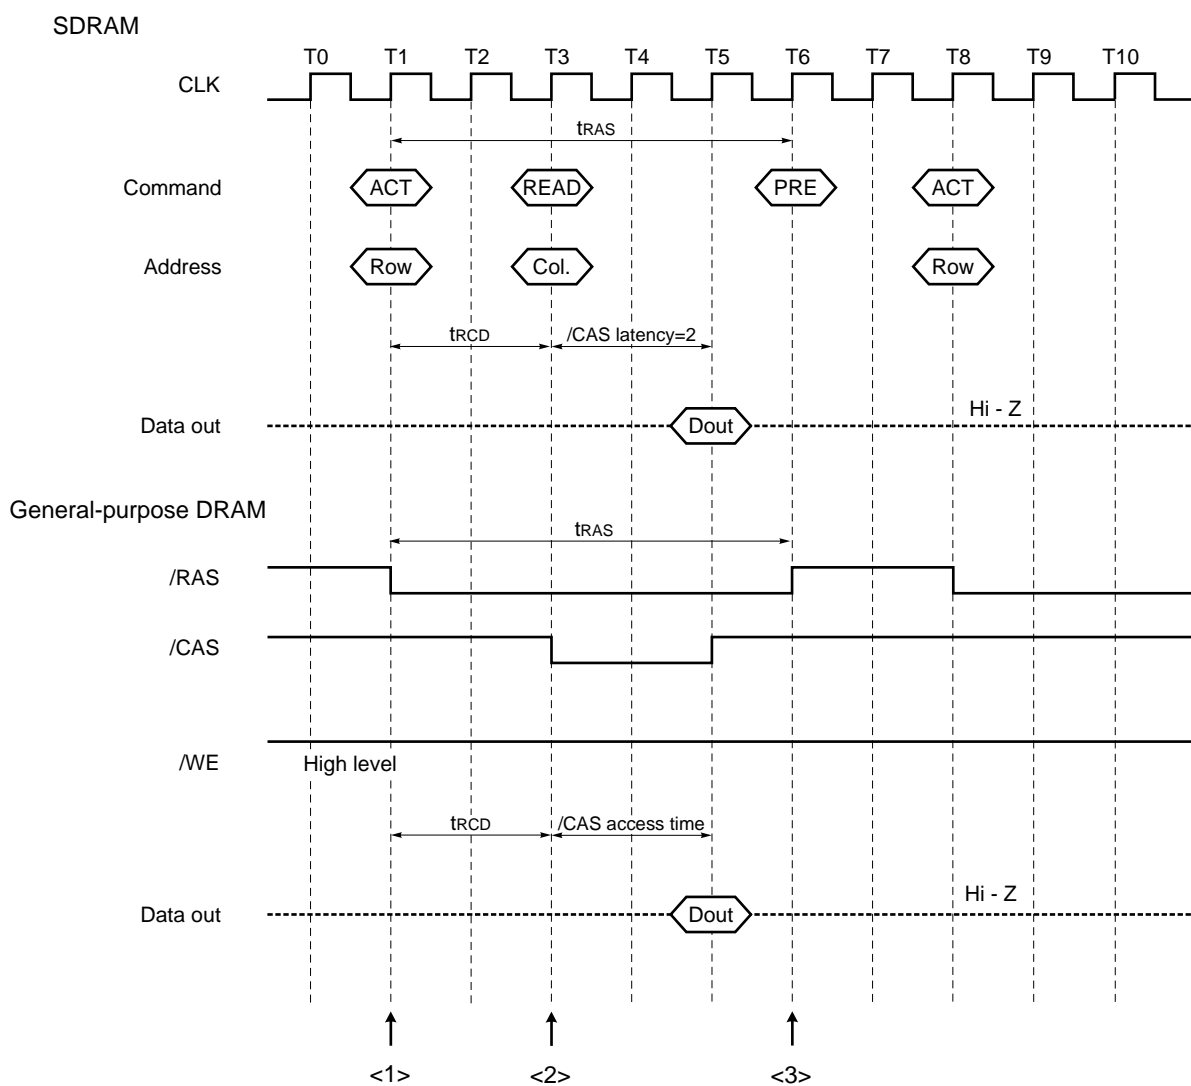 SDRAM
T0 T1 T2 T3 T4 T5 T6 T7 T8 T9 T10
CLK
tRAS
Command ACT READ PRE ACT
Address Row Col. Row
tRCD /CAS latency=2
Hi - Z
Data out Dout
General-purpose DRAM
tRAS
/RAS
/CAS
/WE High level
tRCD /CAS access time
Hi - Z
Data out Dout
<1> <2> <3>